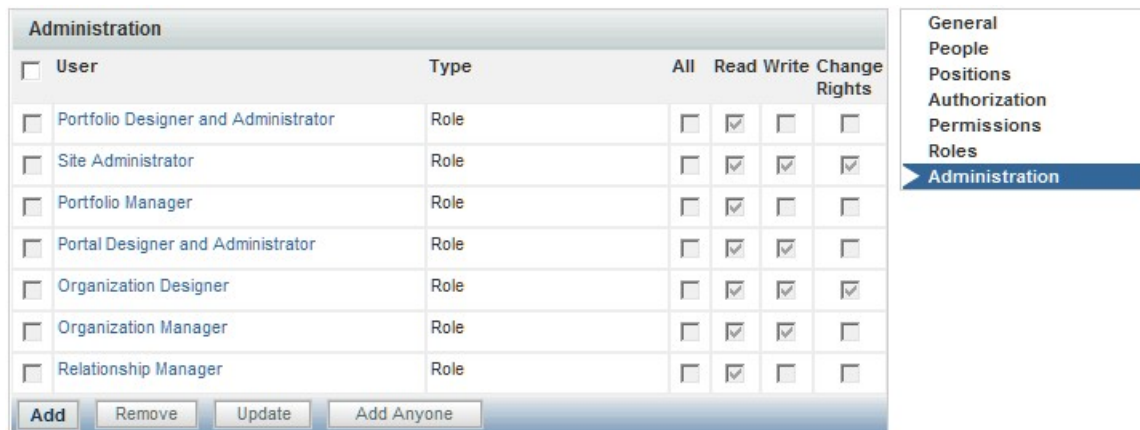 Administration
User Type All Read Write Change
Rights
Portfolio Designer and Administrator Role
Site Administrator Role
Portfolio Manager Role
Portal Designer and Administrator Role
Organization Designer Role
Organization Manager Role
Relationship Manager Role
Add Remove Update Add Anyone
General
People
Positions
Authorization
Permissions
Roles
Administration